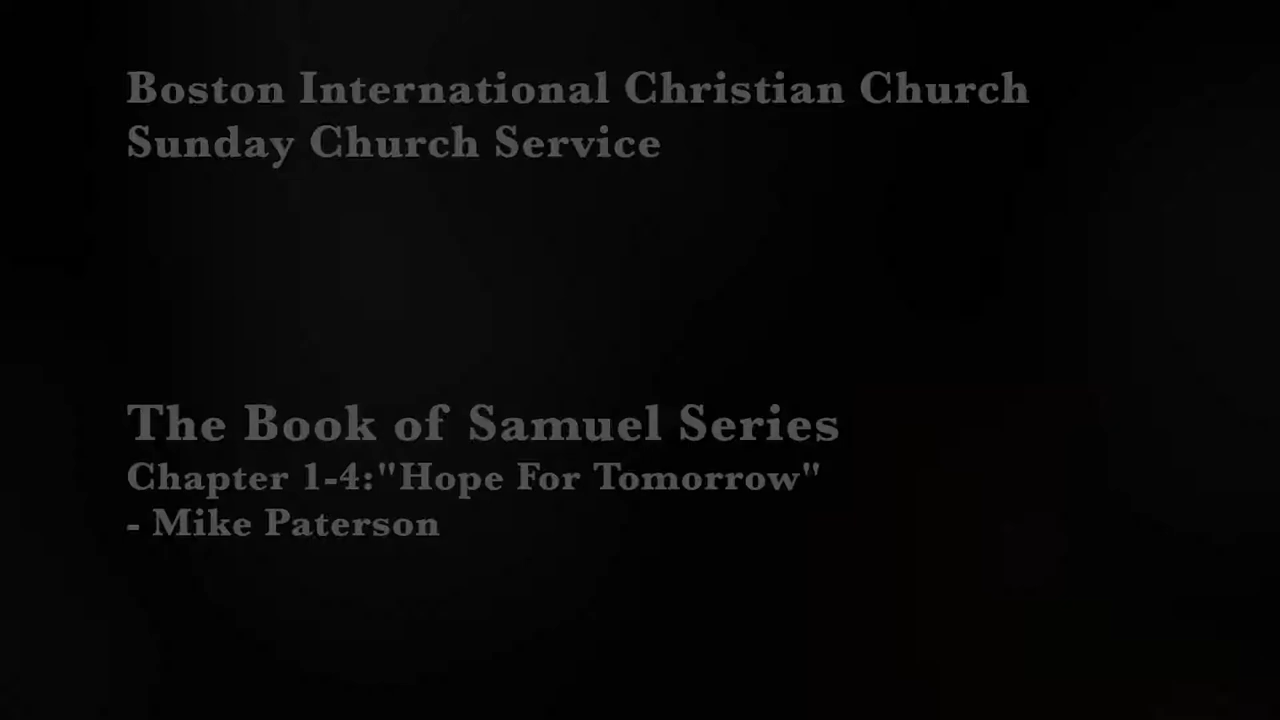 Boston International Christian Church
Sunday Church Service
The Book of Samuel Series
Chapter 1-4:"Hope For Tomorrow"
- Mike Paterson